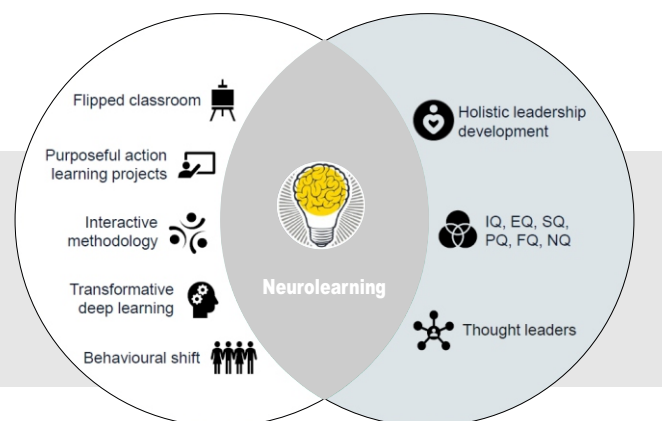 Flipped classroom
Purposeful action
learning projects
Interactive
methodology
Transformative
deep learning
Behavioural shift
Neurolearning
Holistic leadership
development
IQ, EQ, SQ,
PQ, FQ, NQ
Thought leaders